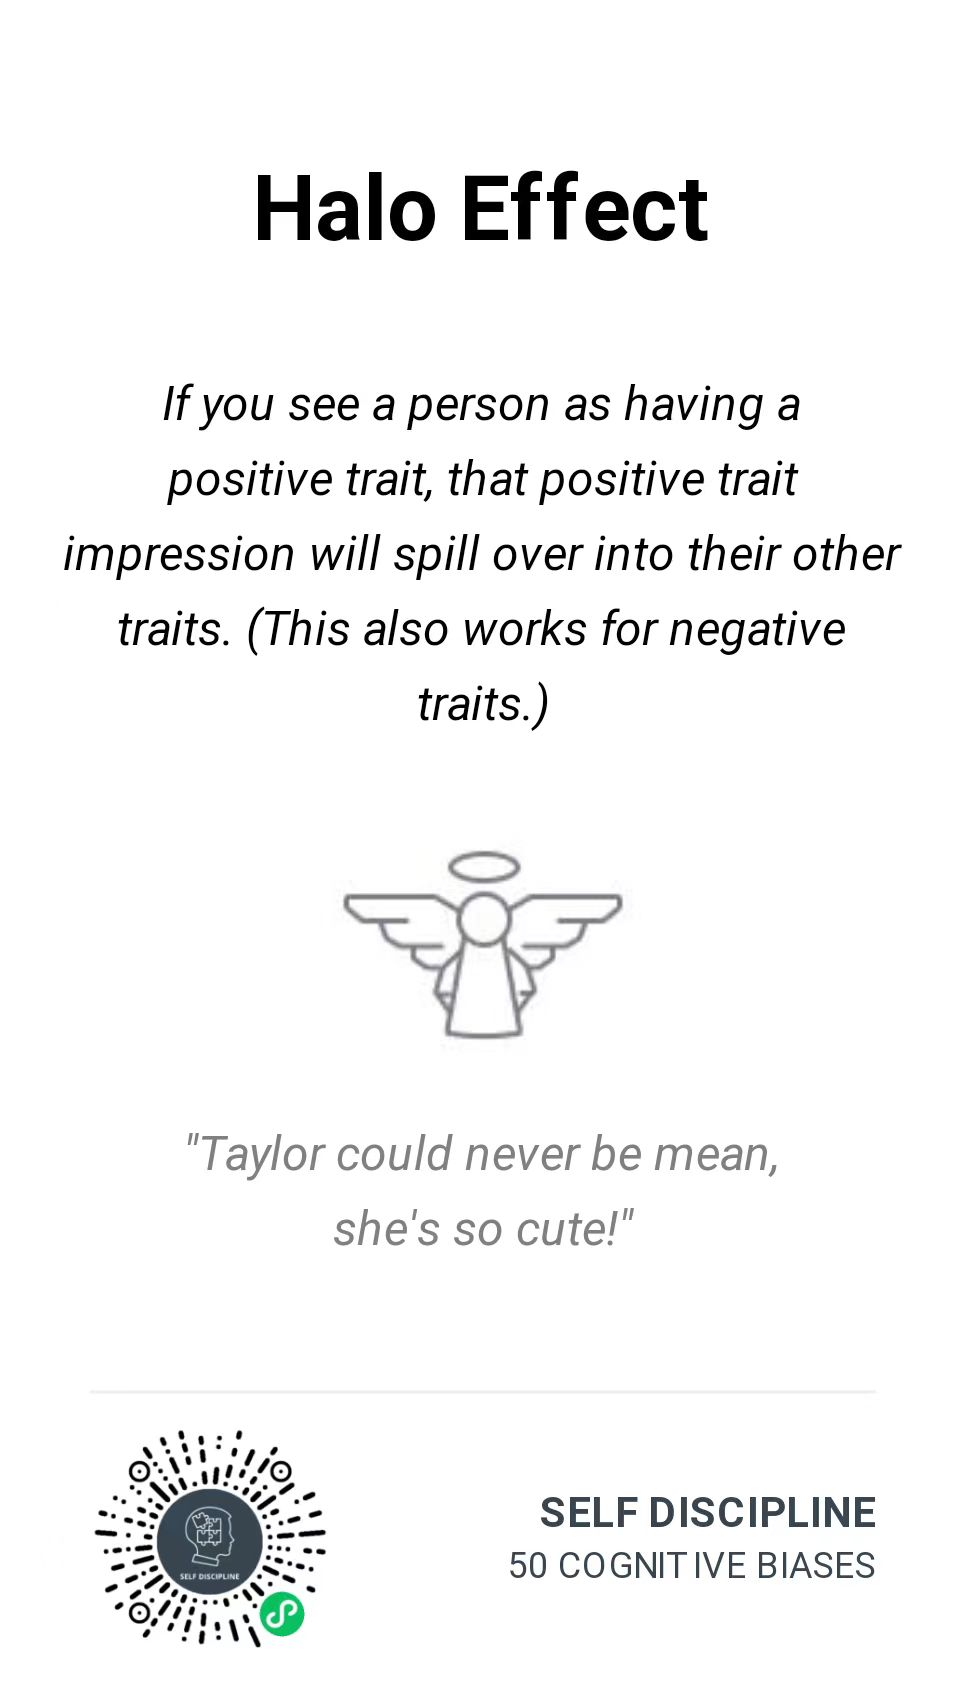 Halo Effect
If you see a person as having a
positive trait, that positive trait
impression will spill over into their other
traits. (This also works for negative
traits.)
"Taylor could never be mean,
she's so cute!"
SELF DISCIPLINE
SELF DISCIPLINE
50 COGNITIVE BIASES